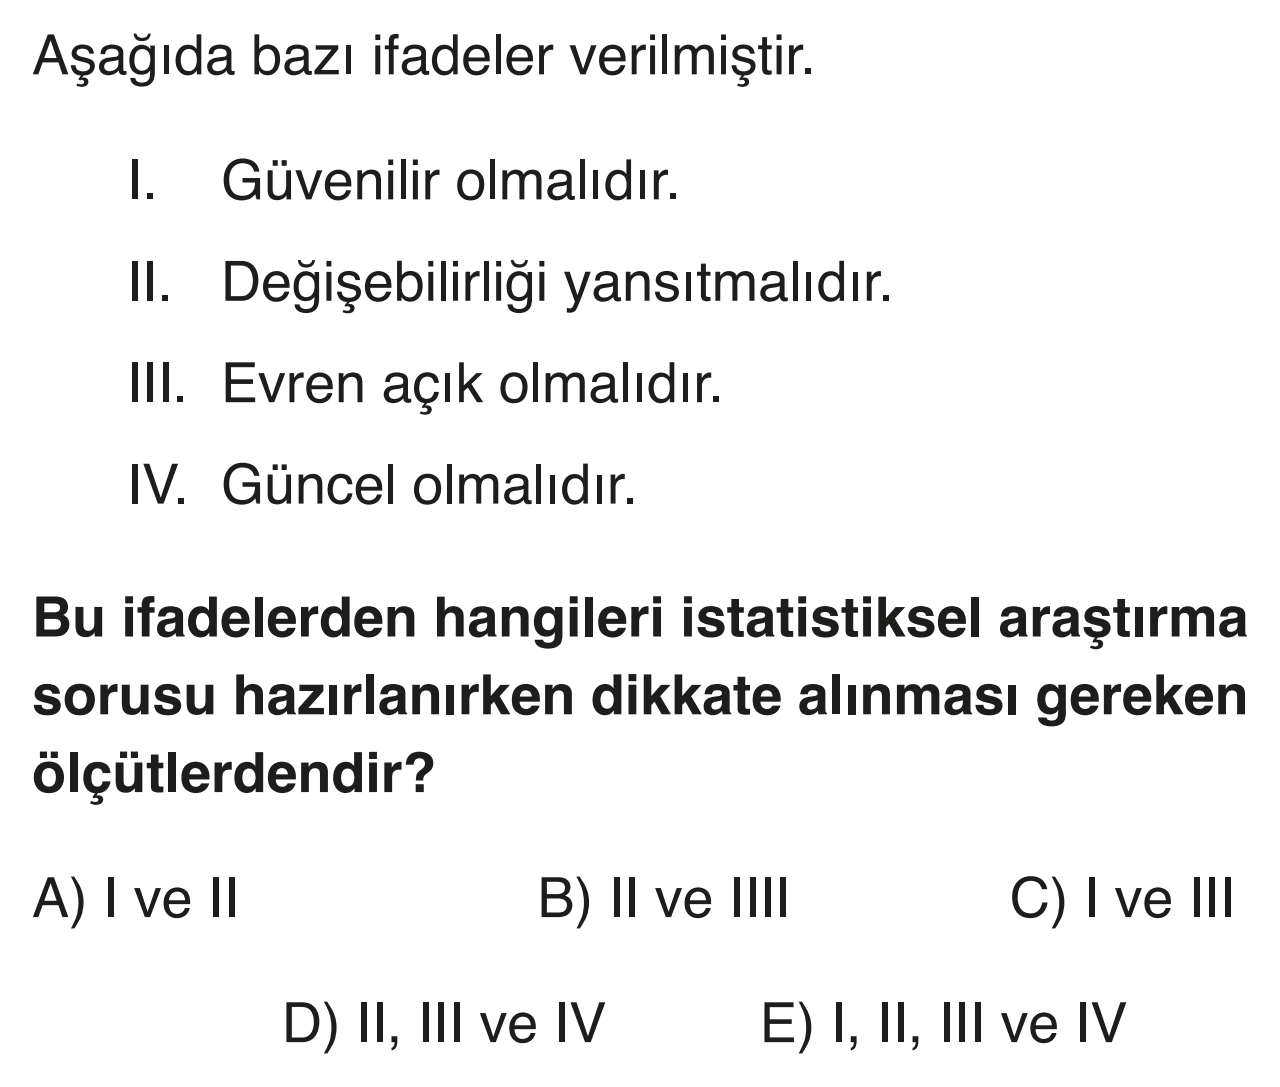 Aşağıda bazı ifadeler verilmiştir.
I. Güvenilir olmalıdır.
II. Değişebilirliği yansıtmalıdır.
III. Evren açık olmalıdır.
IV. Güncel olmalıdır.
Bu ifadelerden hangileri istatistiksel araştırma
sorusu hazırlanırken dikkate alınması gereken
ölçütlerdendir?
A) I ve II B) II ve IIII C) I ve III
D) II, III ve IV E) I, II, III ve IV